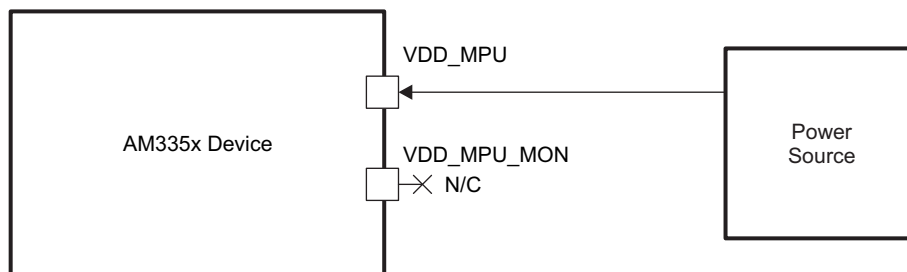 VDD_MPU
AM335x Device
Power
Source
VDD_MPU_MON
N/C